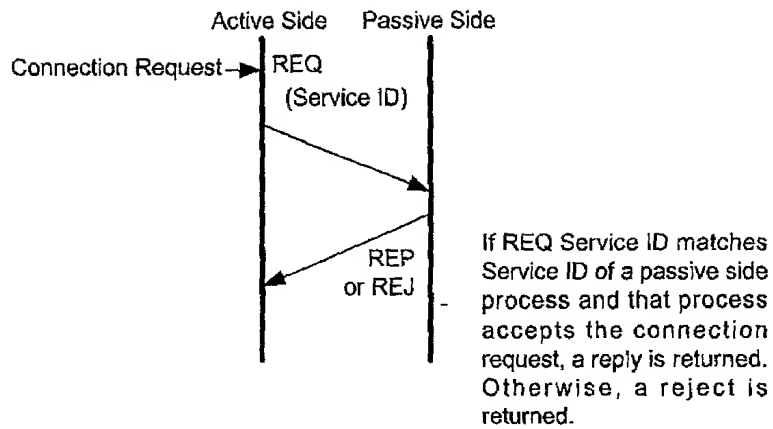 Active Side Passive Side
Connection Request REQ
(Service ID)
REP
or REJ
If REQ Service ID matches
Service ID of a passive side
process and that process
accepts the connection
request, a reply is returned.
Otherwise, a reject is
returned.